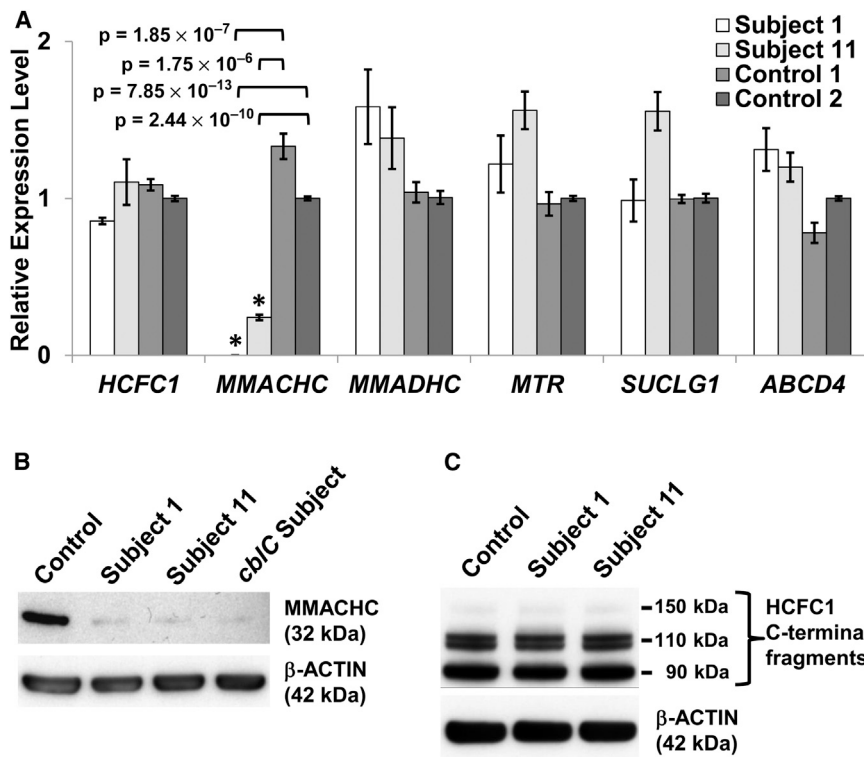 A
p = 1.85 × 10⁻⁷
p = 1.75 × 10⁻⁶
p = 7.85 × 10⁻¹³
p = 2.44 × 10⁻¹⁰
Subject 1
Subject 11
Control 1
Control 2
Relative Expression Level
2
1
0
*
*
HCFC1 MMACHC MMADHC MTR SUCLG1 ABCD4
B
Control
Subject 1
Subject 11
cblC Subject
MMACHC
(32 kDa)
β-ACTIN
(42 kDa)
C
Control
Subject 1
Subject 11
150 kDa
110 kDa
90 kDa
HCFC1
C-termina
fragments
β-ACTIN
(42 kDa)